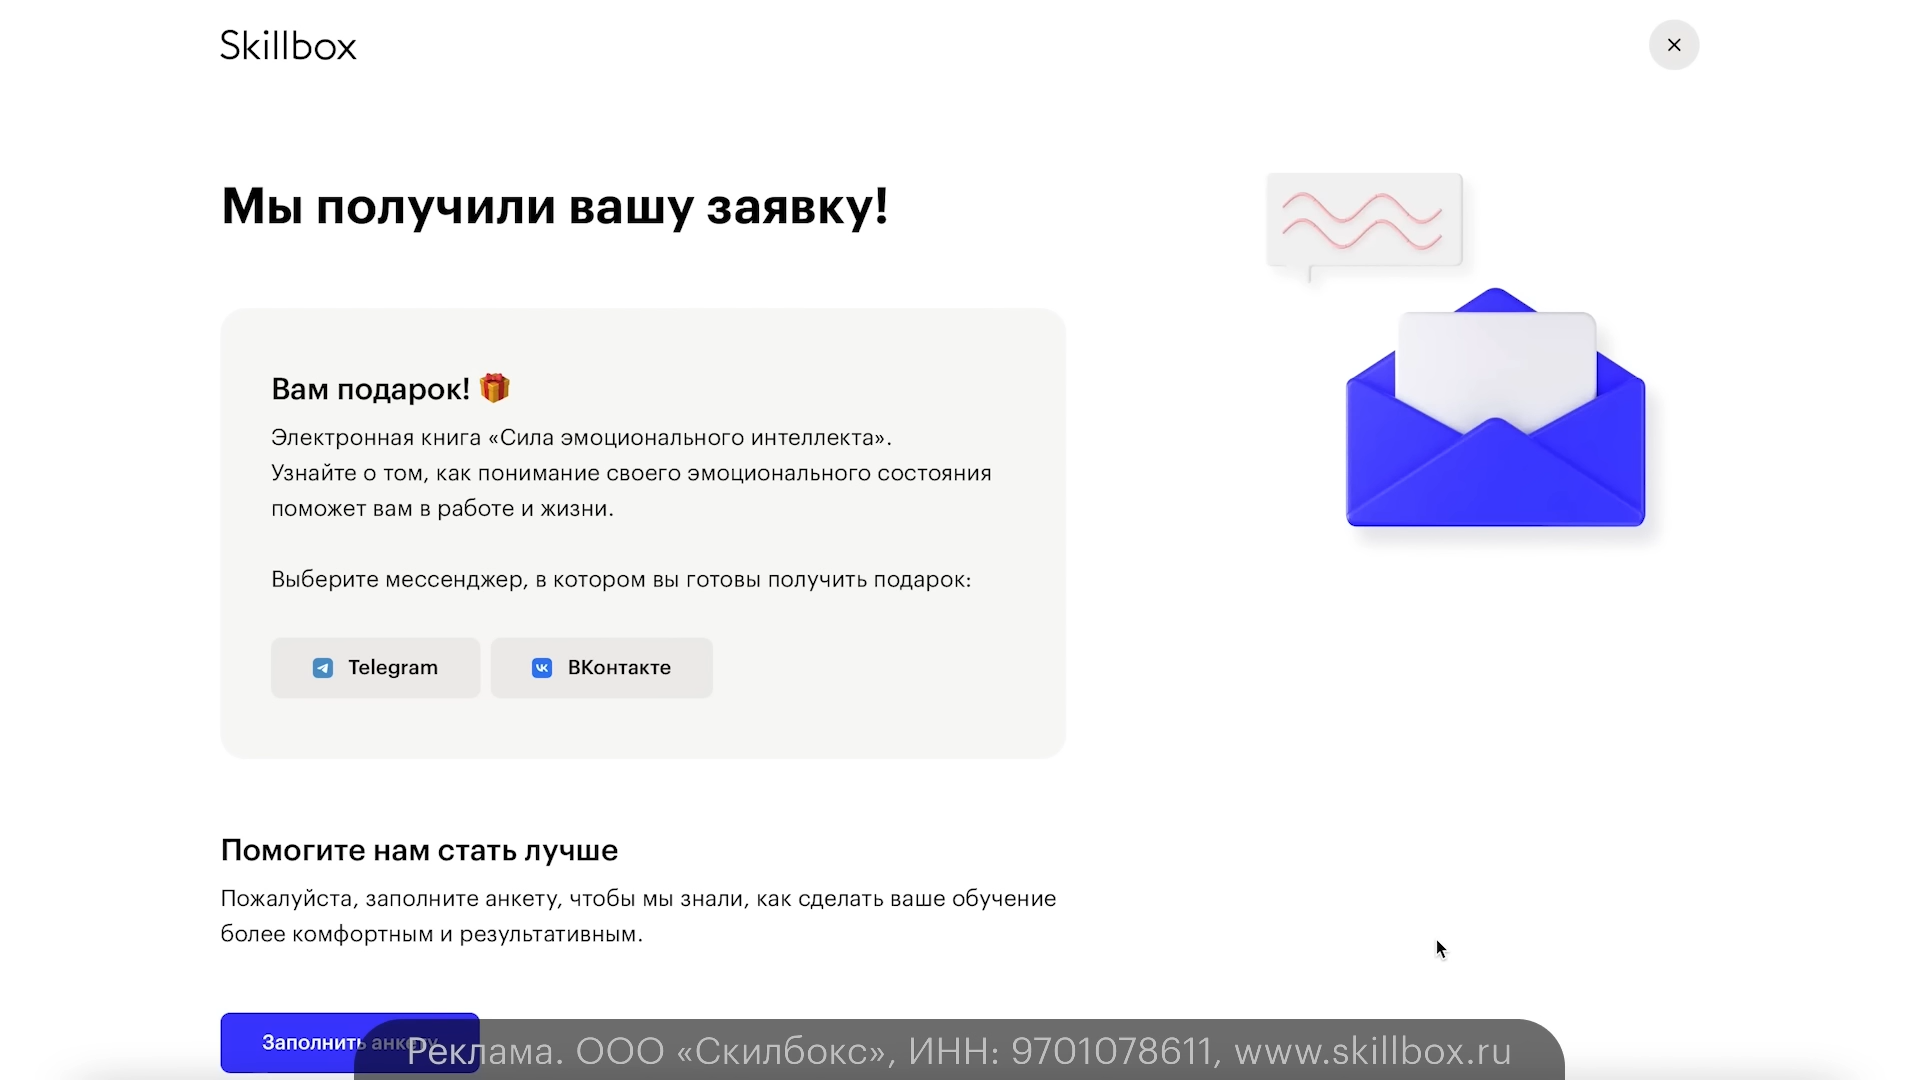 Skillbox
Мы получили вашу заявку!
Вам подарок!
Электронная книга «Сила эмоционального интеллекта».
Узнайте о том, как понимание своего эмоционального состояния
поможет вам в работе и жизни.
Выберите мессенджер, в котором вы готовы получить подарок:
Telegram
ВКонтакте
Помогите нам стать лучше
Пожалуйста, заполните анкету, чтобы мы знали, как сделать ваше обучение
более комфортным и результативным.
Заполнить анкету
Реклама. ООО «Скилбокс», ИНН: 9701078611, www.skillbox.ru